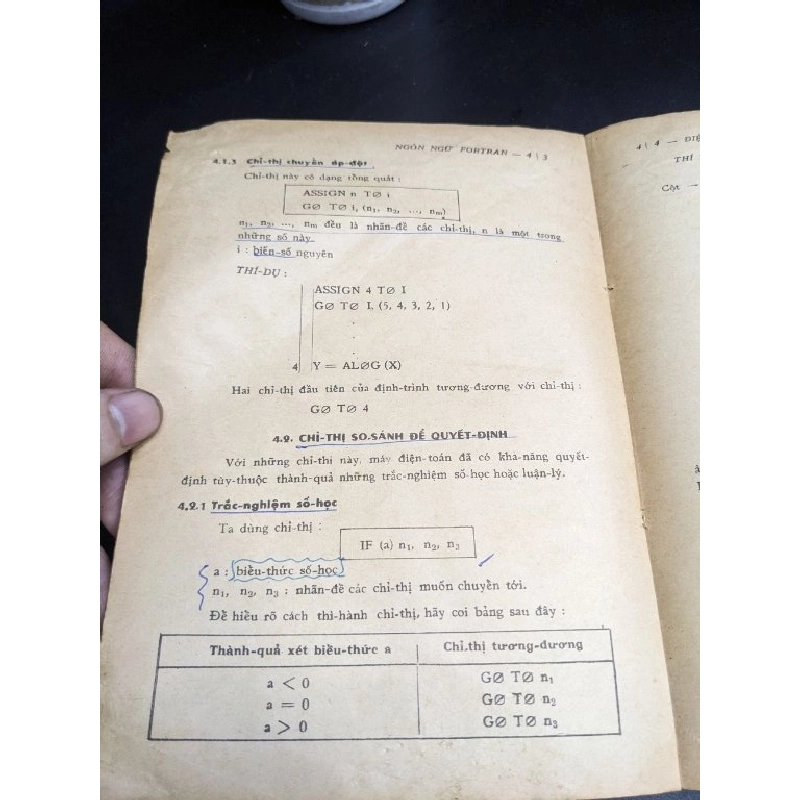 NGÔN NGỮ FORTRAN — 4 | 3
4.2.3 Chỉ-thị chuyển áp-đặt
Chỉ-thị này có dạng tổng quát :
ASSIGN n TØ i
GØ TØ i, (n₁, n₂, ..., nₘ)
n₁, n₂, ..., nₘ đều là nhãn-đề các chỉ-thị, n là một trong
những số này
i : biến-số nguyên
THÍ-DỤ :
ASSIGN 4 TØ I
GØ TØ I, (5, 4, 3, 2, 1)
.
.
.
4 Y = ALØG (X)
Hai chỉ-thị đầu tiên của định-trình tương-đương với chỉ-thị :
GØ TØ 4
4.2. CHỈ-THỊ SO-SÁNH ĐỂ QUYẾT-ĐỊNH
Với những chỉ-thị này, máy điện-toán đã có khả-năng quyết-
định tùy-thuộc thành-quả những trắc-nghiệm số-học hoặc luận-lý.
4.2.1 Trắc-nghiệm số-học
Ta dùng chỉ-thị :
IF (a) n₁, n₂, n₃
a : biểu-thức số-học
n₁, n₂, n₃ : nhãn-đề các chỉ-thị muốn chuyển tới.
Để hiểu rõ cách thi-hành chỉ-thị, hãy coi bảng sau đây :
Thành-quả xét biểu-thức a | Chỉ-thị tương-đương
a < 0 GØ TØ n₁
a = 0 GØ TØ n₂
a > 0 GØ TØ n₃
4 | 4 — ĐIỆ
THÍ
Cột —